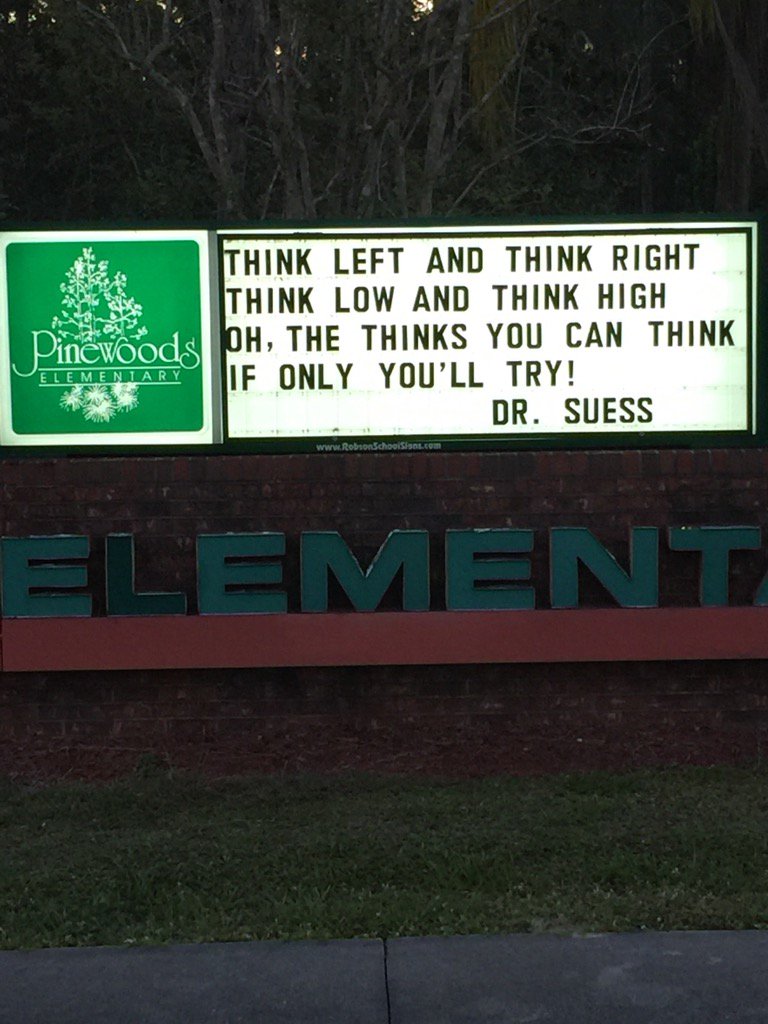 Pinewoods
ELEMENTARY
THINK LEFT AND THINK RIGHT
THINK LOW AND THINK HIGH
OH, THE THINKS YOU CAN THINK
IF ONLY YOU'LL TRY!
DR. SUESS
www.RobsonSchoolSigns.com
ELEMENTA